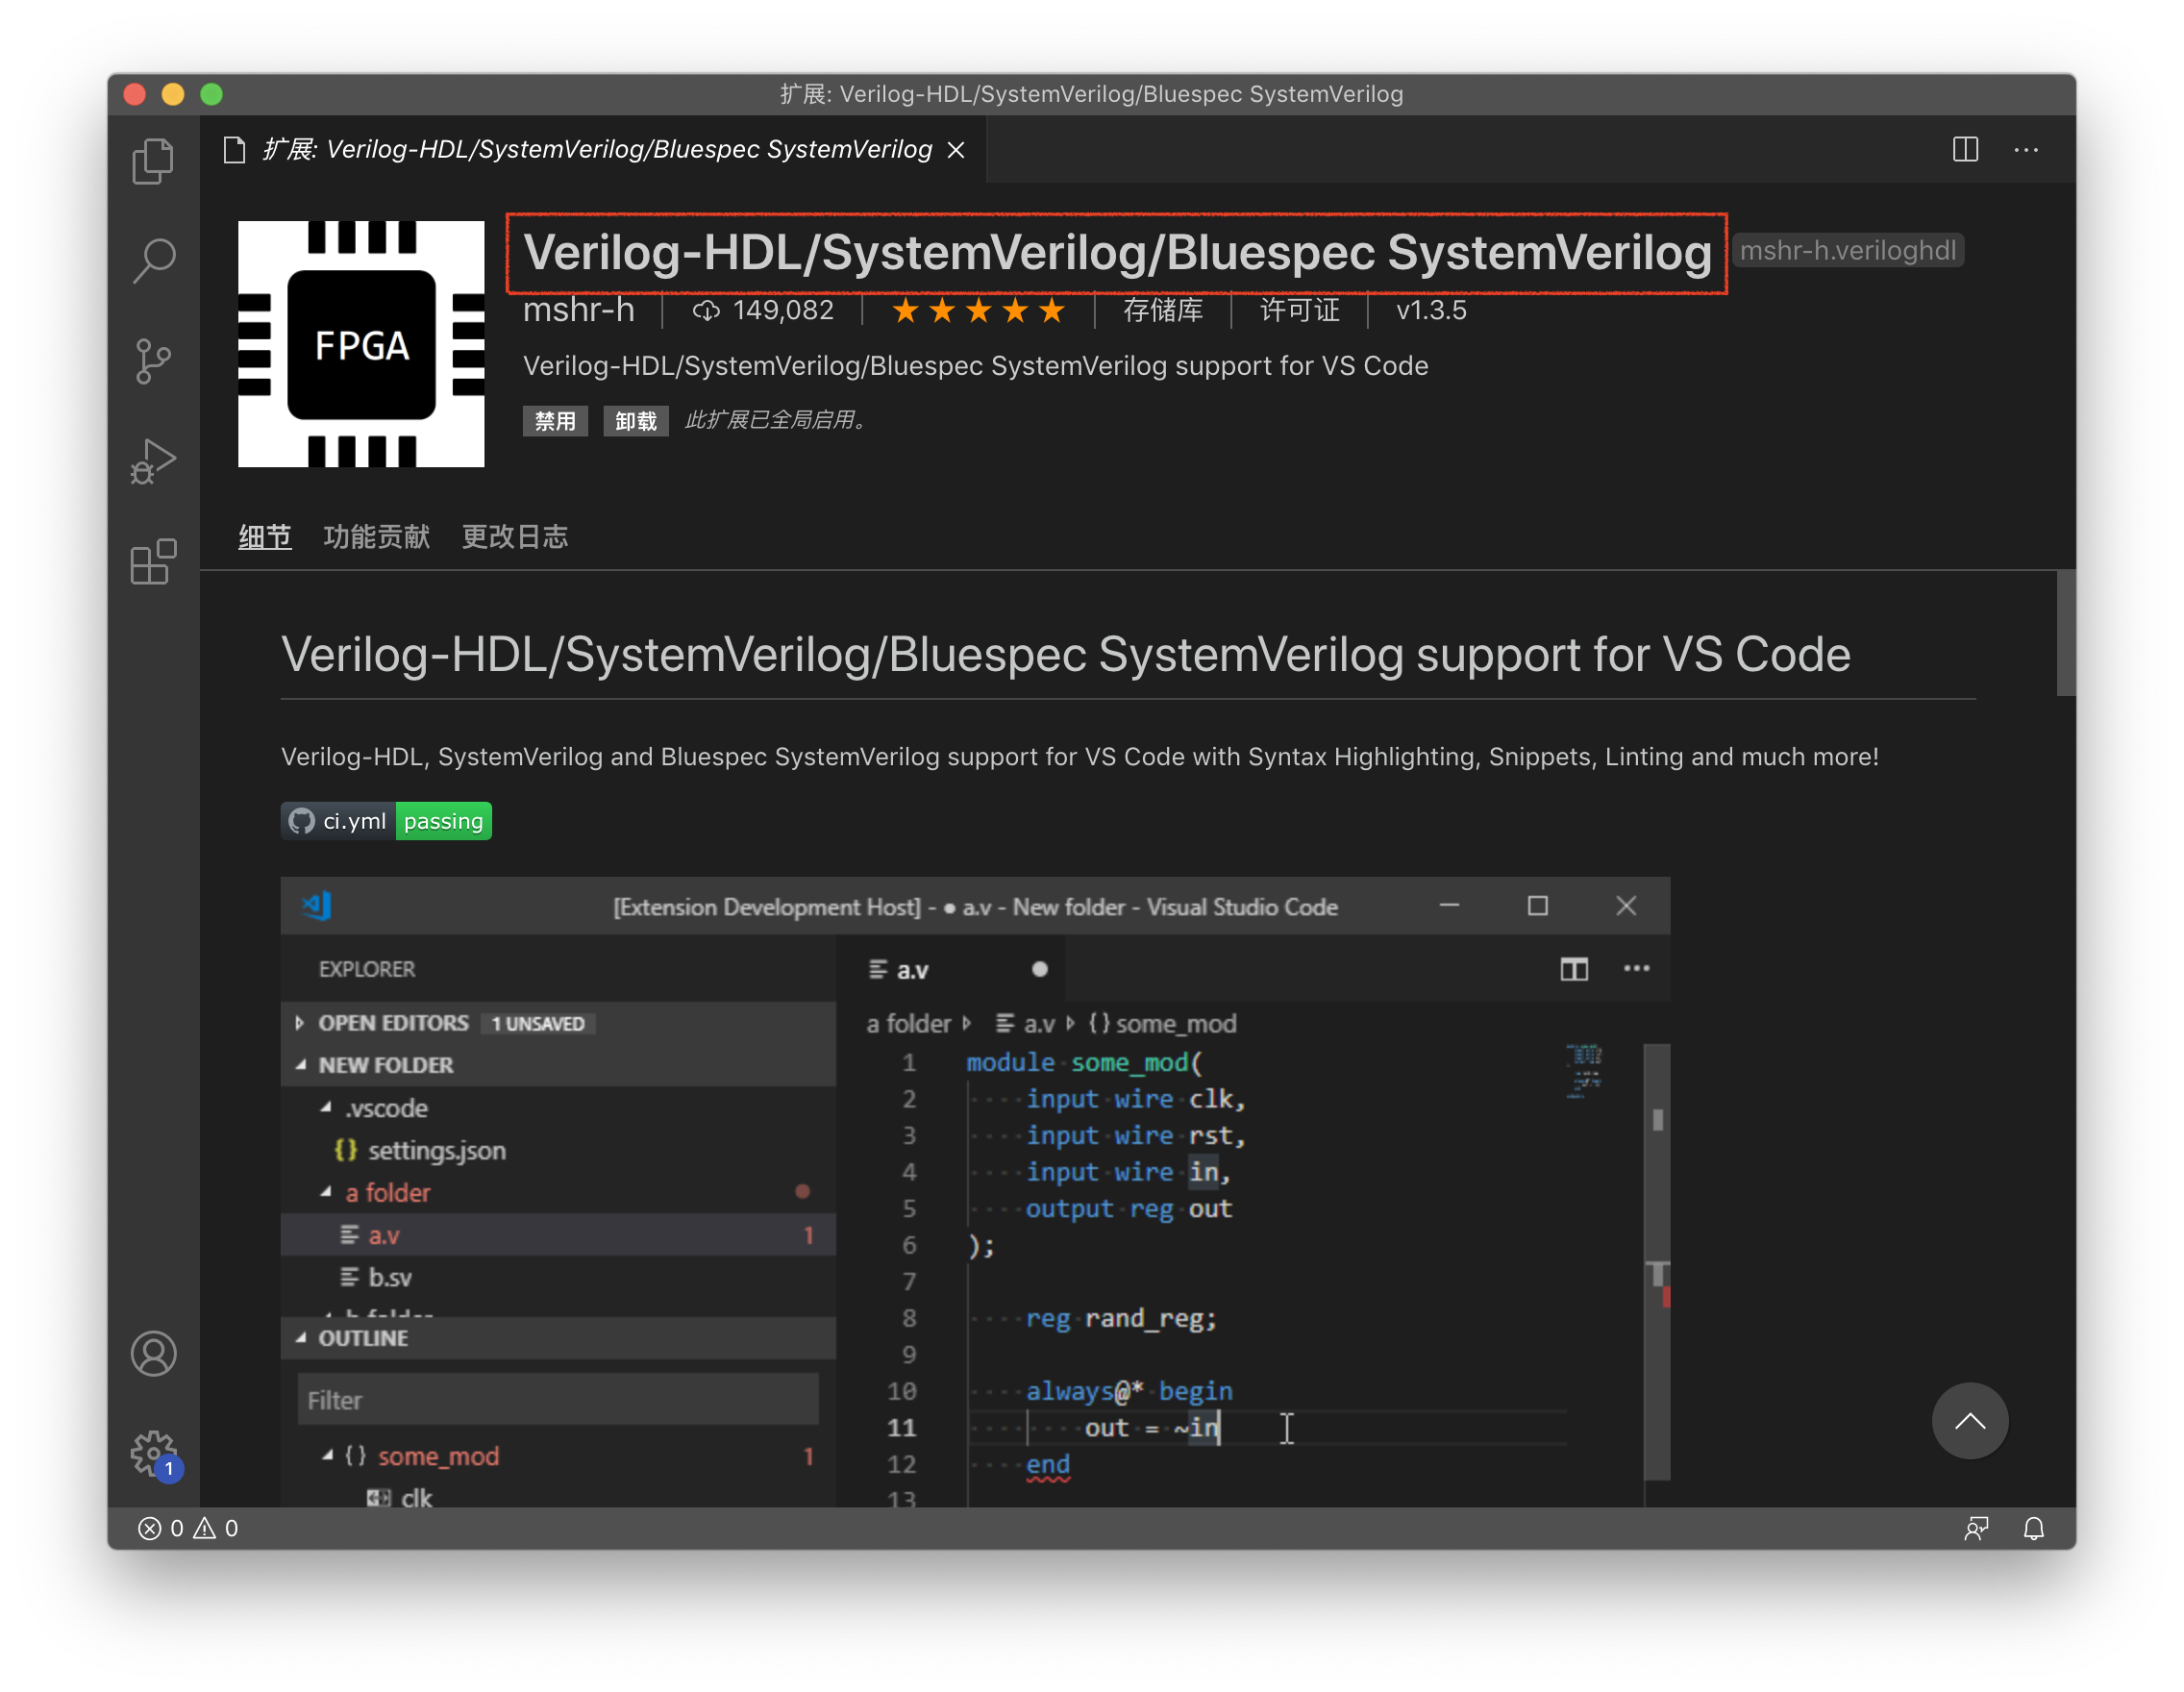 扩展: Verilog-HDL/SystemVerilog/Bluespec SystemVerilog
扩展: Verilog-HDL/SystemVerilog/Bluespec SystemVerilog
FPGA
Verilog-HDL/SystemVerilog/Bluespec SystemVerilog mshr-h.veriloghdl
mshr-h 149,082 存储库 许可证 v1.3.5
Verilog-HDL/SystemVerilog/Bluespec SystemVerilog support for VS Code
禁用 卸载 此扩展已全局启用。
细节 功能贡献 更改日志
Verilog-HDL/SystemVerilog/Bluespec SystemVerilog support for VS Code
Verilog-HDL, SystemVerilog and Bluespec SystemVerilog support for VS Code with Syntax Highlighting, Snippets, Linting and much more!
ci.yml passing
[Extension Development Host] - ● a.v - New folder - Visual Studio Code
EXPLORER
OPEN EDITORS 1 UNSAVED
NEW FOLDER
.vscode
{} settings.json
a folder
a.v 1
b.sv
OUTLINE
Filter
{} some_mod 1
clk
a.v
a folder a.v {} some_mod
1 module some_mod(
2 input wire clk,
3 input wire rst,
4 input wire in,
5 output reg out
6 );
7
8 reg rand_reg;
9
10 always@* begin
11 out = ~in
12 end
13
1
0 0